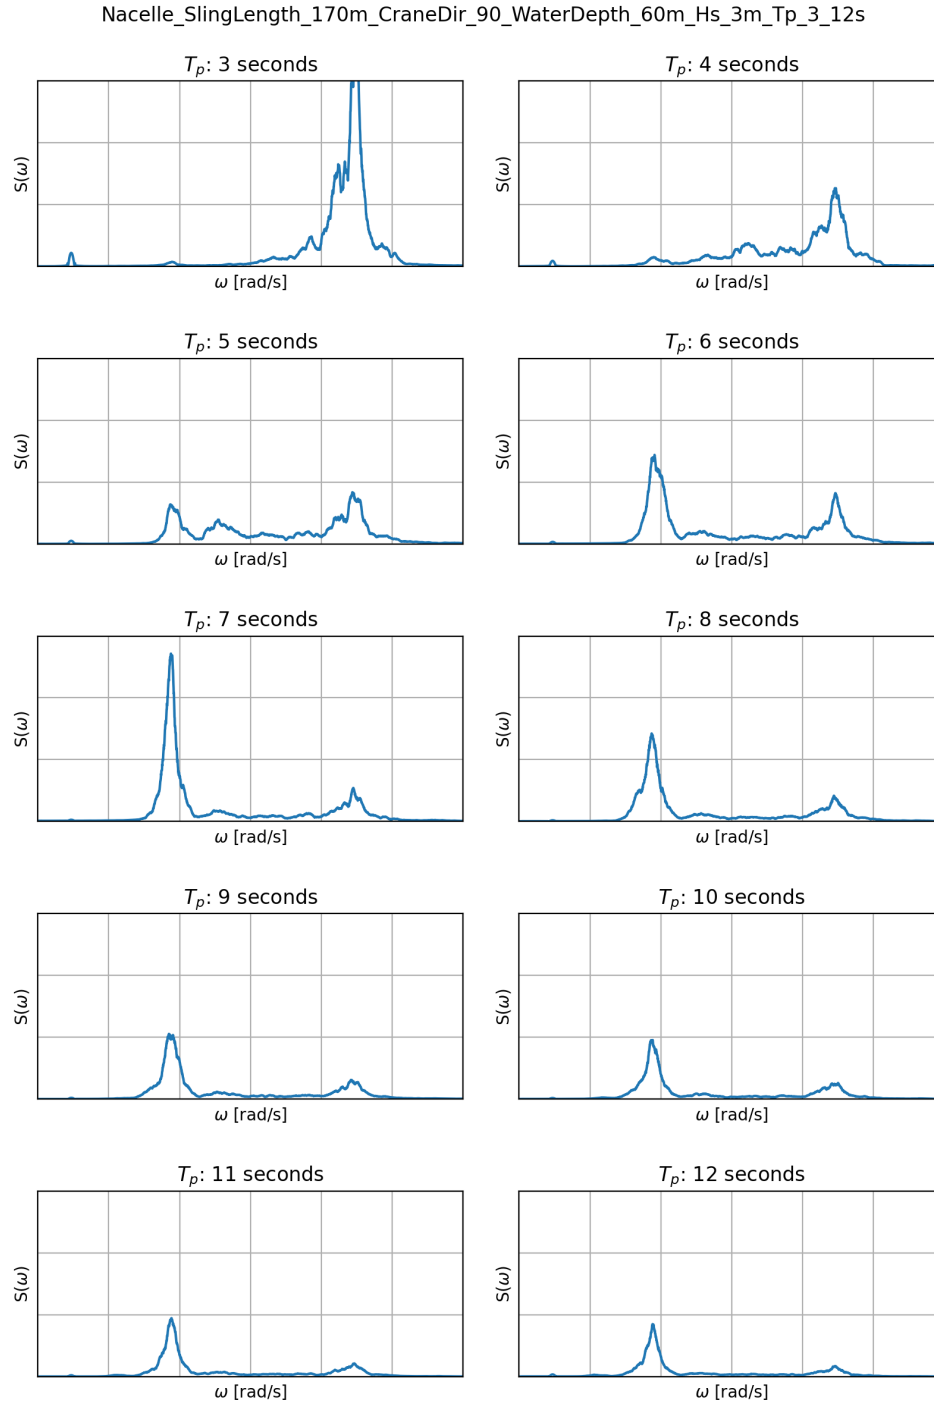 Nacelle_SlingLength_170m_CraneDir_90_WaterDepth_60m_Hs_3m_Tp_3_12s
Tp: 3 seconds
S(ω)
ω [rad/s]
Tp: 4 seconds
S(ω)
ω [rad/s]
Tp: 5 seconds
S(ω)
ω [rad/s]
Tp: 6 seconds
S(ω)
ω [rad/s]
Tp: 7 seconds
S(ω)
ω [rad/s]
Tp: 8 seconds
S(ω)
ω [rad/s]
Tp: 9 seconds
S(ω)
ω [rad/s]
Tp: 10 seconds
S(ω)
ω [rad/s]
Tp: 11 seconds
S(ω)
ω [rad/s]
Tp: 12 seconds
S(ω)
ω [rad/s]